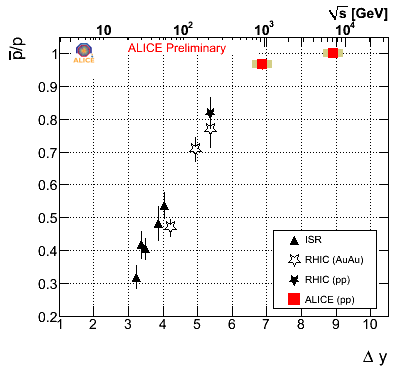 √s [GeV]
10 10² 10³ 10⁴
p̅/p
ALICE
ALICE Preliminary
1
0.9
0.8
0.7
0.6
0.5
0.4
0.3
0.2
ISR
RHIC (AuAu)
RHIC (pp)
ALICE (pp)
1 2 3 4 5 6 7 8 9 10
Δ y